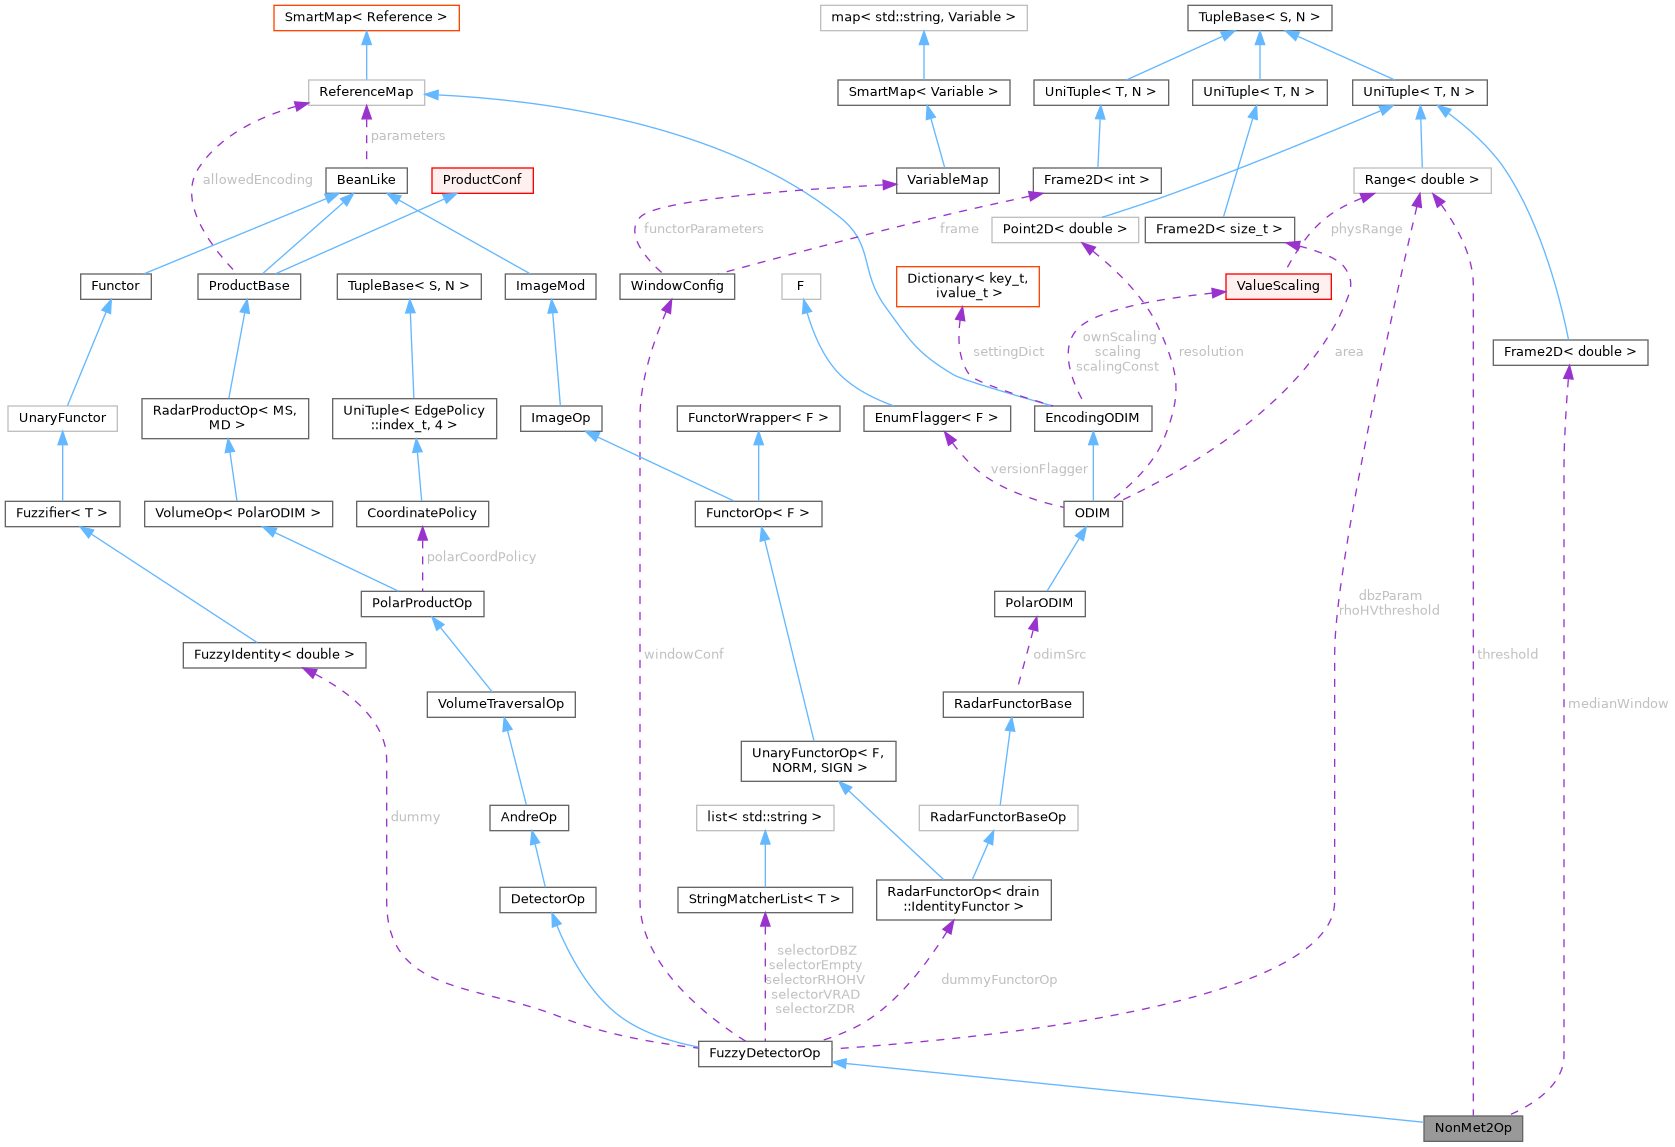 SmartMap< Reference >
map< std::string, Variable >
TupleBase< S, N >
ReferenceMap
SmartMap< Variable >
UniTuple< T, N >
UniTuple< T, N >
UniTuple< T, N >
parameters
allowedEncoding
BeanLike
ProductConf
VariableMap
Frame2D< int >
Range< double >
functorParameters
frame
Point2D< double >
Frame2D< size_t >
physRange
Functor
ProductBase
TupleBase< S, N >
ImageMod
WindowConfig
F
Dictionary< key_t,
ivalue_t >
ValueScaling
settingDict
ownScaling
scaling
scalingConst
resolution
area
Frame2D< double >
UnaryFunctor
RadarProductOp< MS,
MD >
UniTuple< EdgePolicy
::index_t, 4 >
ImageOp
FunctorWrapper< F >
EnumFlagger< F >
EncodingODIM
versionFlagger
Fuzzifier< T >
VolumeOp< PolarODIM >
CoordinatePolicy
FunctorOp< F >
ODIM
polarCoordPolicy
PolarProductOp
PolarODIM
dbzParam
rhoHVthreshold
FuzzyIdentity< double >
windowConf
odimSrc
threshold
VolumeTraversalOp
RadarFunctorBase
medianWindow
UnaryFunctorOp< F,
NORM, SIGN >
dummy
AndreOp
list< std::string >
RadarFunctorBaseOp
DetectorOp
StringMatcherList< T >
RadarFunctorOp< drain
::IdentityFunctor >
selectorDBZ
selectorEmpty
selectorRHOHV
selectorVRAD
selectorZDR
dummyFunctorOp
FuzzyDetectorOp
NonMet2Op